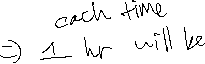 each time
⇒ 1 hr will be